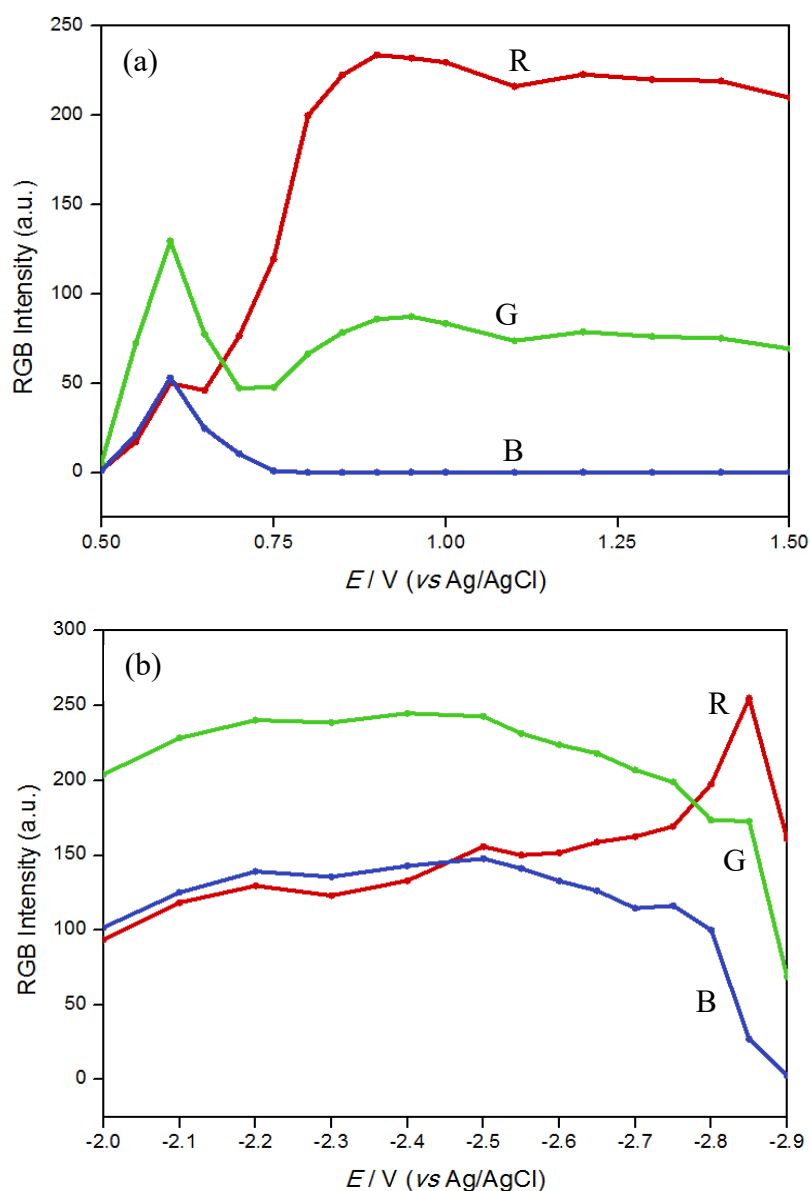 (a)
RGB Intensity (a.u.)
250
200
150
100
50
0
R
G
B
0.50 0.75 1.00 1.25 1.50
E / V (vs Ag/AgCl)
(b)
RGB Intensity (a.u.)
300
250
200
150
100
50
0
R
G
B
-2.0 -2.1 -2.2 -2.3 -2.4 -2.5 -2.6 -2.7 -2.8 -2.9
E / V (vs Ag/AgCl)